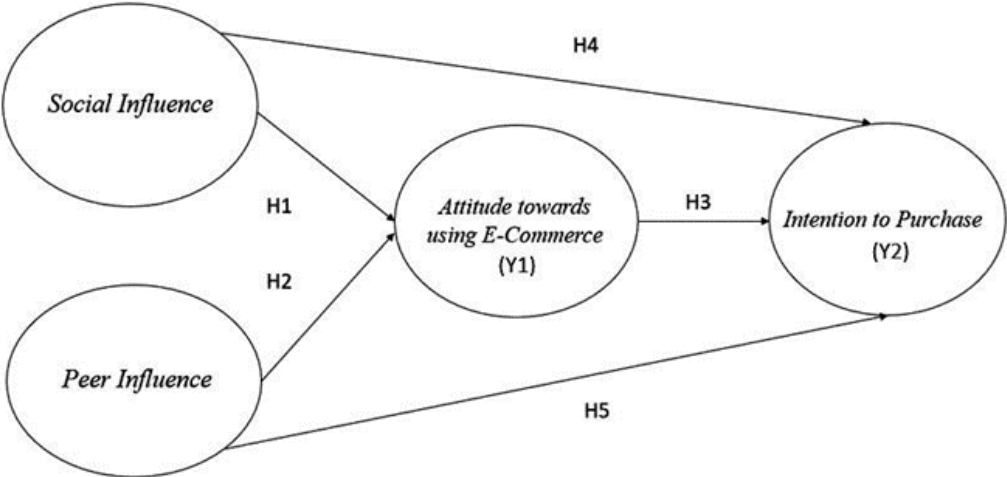 H4
Social Influence
H1
Attitude towards
using E-Commerce
(Y1)
H3
Intention to Purchase
(Y2)
H2
Peer Influence
H5